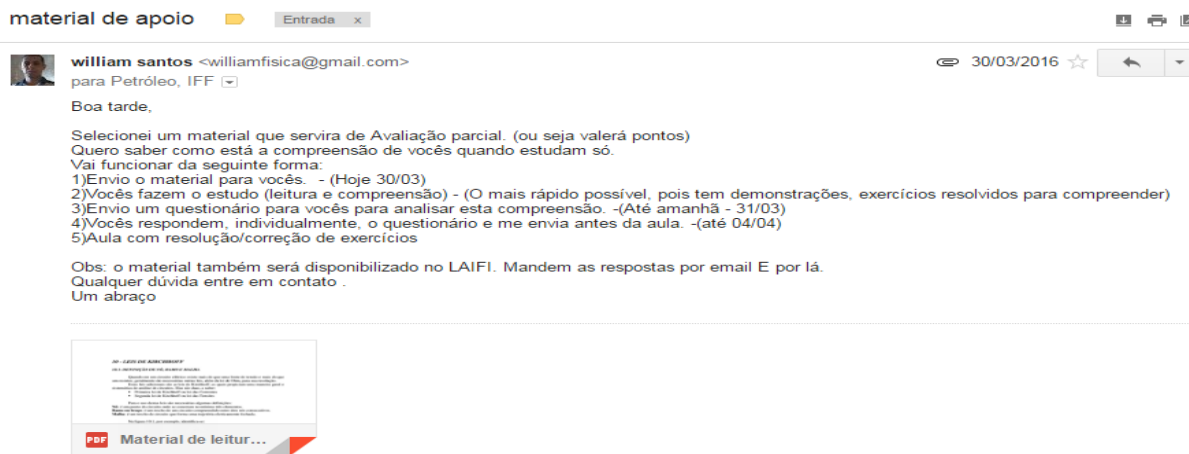 material de apoio
Entrada x
william santos <williamfisica@gmail.com>
30/03/2016
para Petróleo, IFF
Boa tarde,
Selecionei um material que servira de Avaliação parcial. (ou seja valerá pontos)
Quero saber como está a compreensão de vocês quando estudam só.
Vai funcionar da seguinte forma:
1)Envio o material para vocês. - (Hoje 30/03)
2)Vocês fazem o estudo (leitura e compreensão) - (O mais rápido possível, pois tem demonstrações, exercícios resolvidos para compreender)
3)Envio um questionário para vocês para analisar esta compreensão. -(Até amanhã - 31/03)
4)Vocês respondem, individualmente, o questionário e me envia antes da aula. -(até 04/04)
5)Aula com resolução/correção de exercícios
Obs: o material também será disponibilizado no LAIFI. Mandem as respostas por email E por lá.
Qualquer dúvida entre em contato .
Um abraço
10 - LEIS DE KIRCHHOFF
PDF Material de leitur...